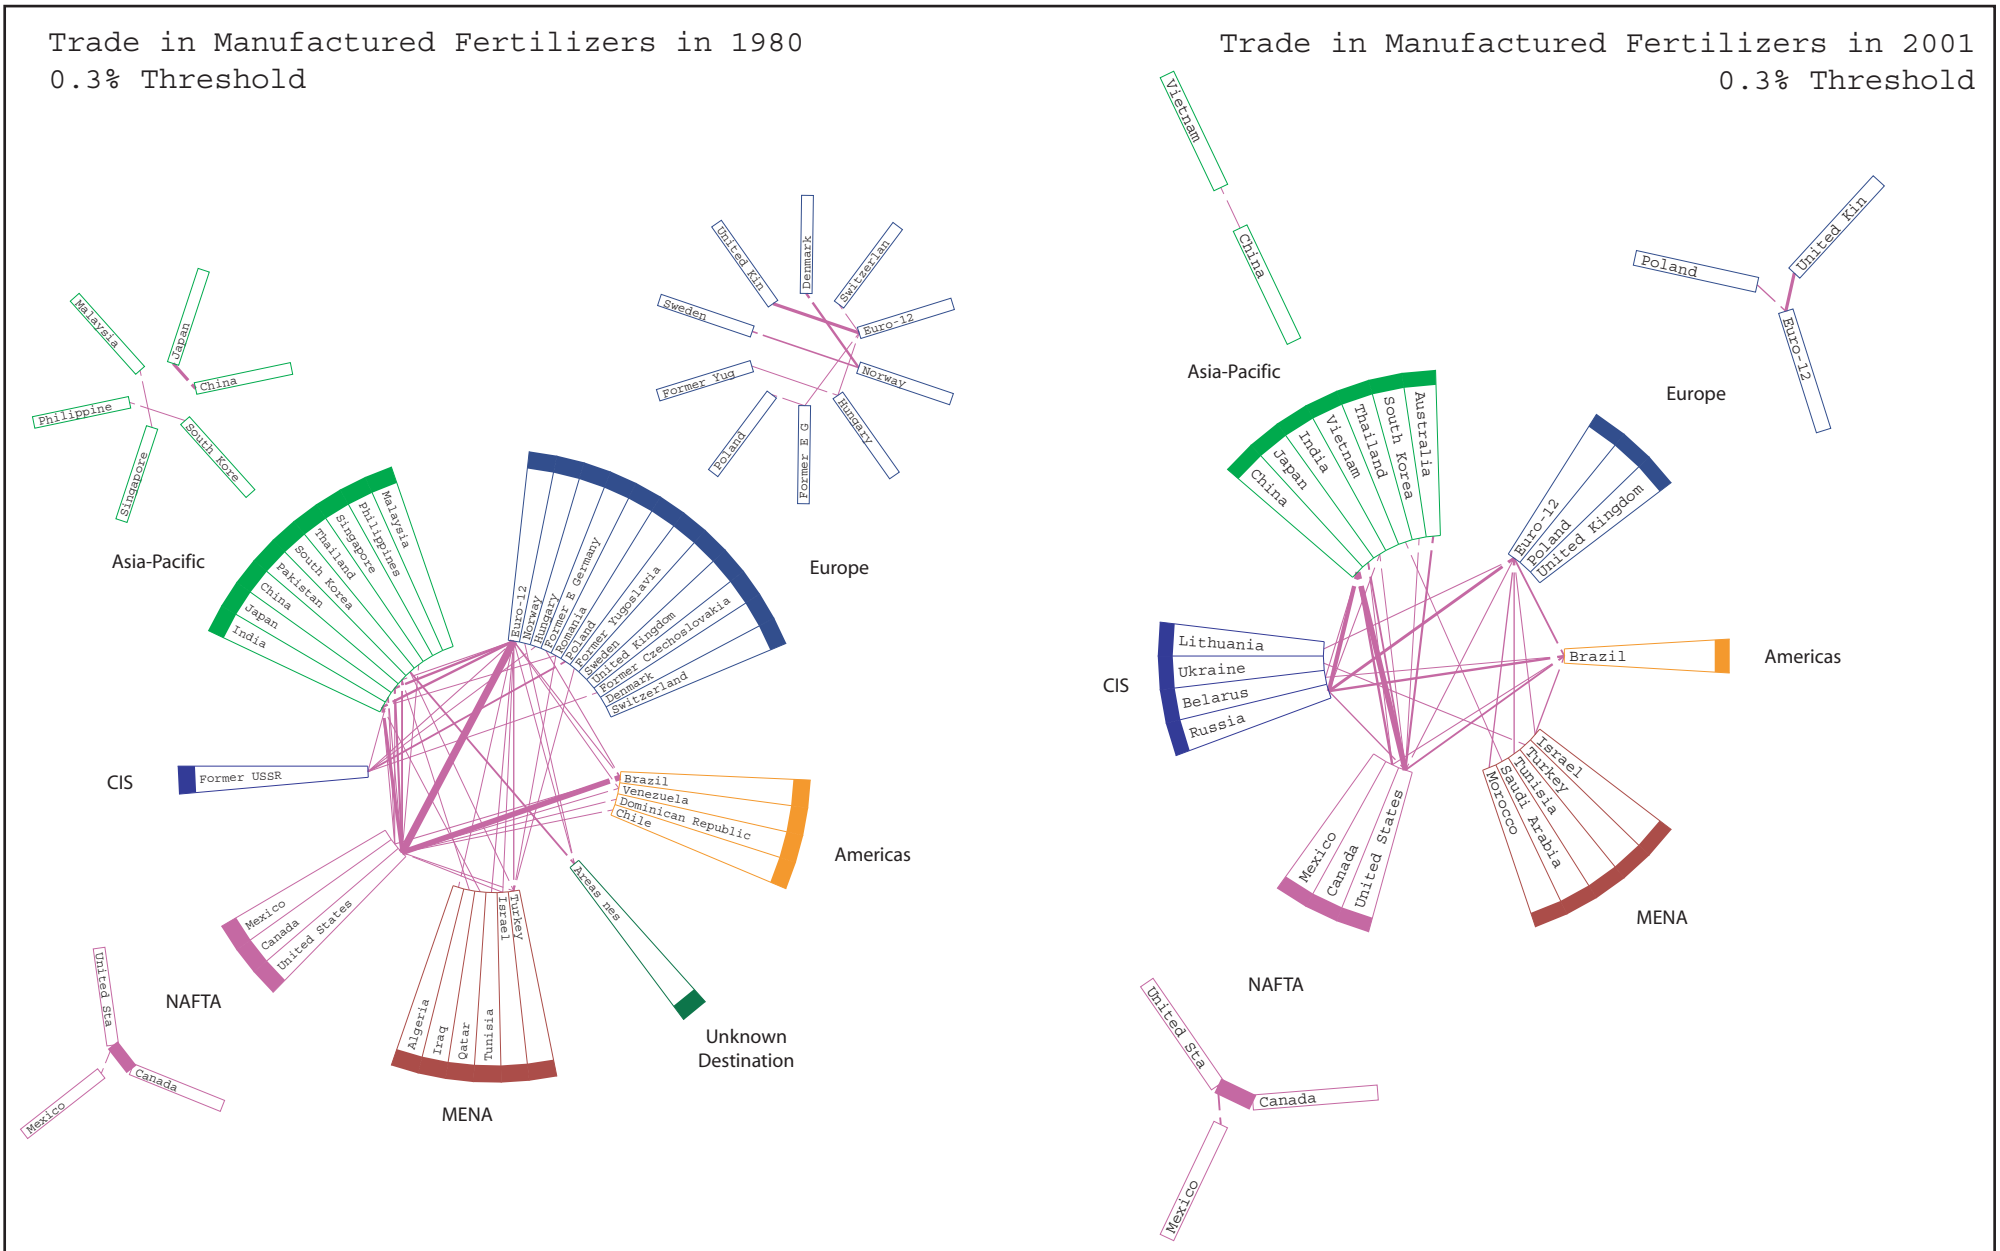 Trade in Manufactured Fertilizers in 1980
0.3% Threshold
Malaysia
Japan
China
Philippine
South Kore
Singapore
United Kin
Denmark
Switzerlan
Sweden
Euro-12
Former Yug
Norway
Poland
Former E G
Hungary
Asia-Pacific
India
Japan
China
Pakistan
South Korea
Thailand
Singapore
Philippines
Malaysia
Europe
Euro-12
Norway
Hungary
Former E Germany
Romania
Poland
Former Yugoslavia
Sweden
United Kingdom
Former Czechoslovakia
Denmark
Switzerland
CIS
Former USSR
Americas
Brazil
Venezuela
Dominican Republic
Chile
Unknown
Destination
Areas nes
NAFTA
Mexico
Canada
United States
United Sta
Canada
Mexico
MENA
Algeria
Iraq
Qatar
Tunisia
Israel
Turkey
Trade in Manufactured Fertilizers in 2001
0.3% Threshold
Vietnam
China
Poland
United Kin
Euro-12
Asia-Pacific
China
Japan
India
Vietnam
Thailand
South Korea
Australia
Europe
Euro-12
Poland
United Kingdom
CIS
Lithuania
Ukraine
Belarus
Russia
Americas
Brazil
NAFTA
Mexico
Canada
United States
MENA
Morocco
Saudi Arabia
Tunisia
Turkey
Israel
United Sta
Canada
Mexico